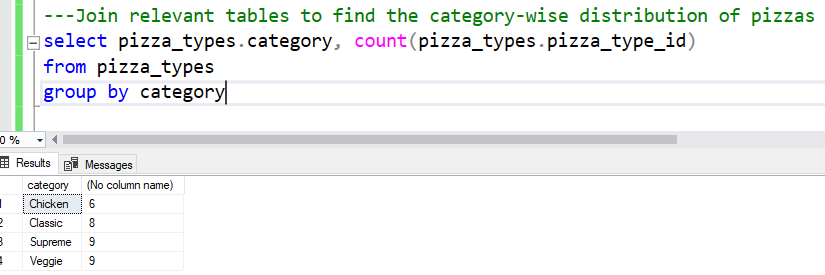 ---Join relevant tables to find the category-wise distribution of pizzas
select pizza_types.category, count(pizza_types.pizza_type_id)
from pizza_types
group by category
0 %
Results Messages
category (No column name)
1 Chicken 6
2 Classic 8
3 Supreme 9
4 Veggie 9